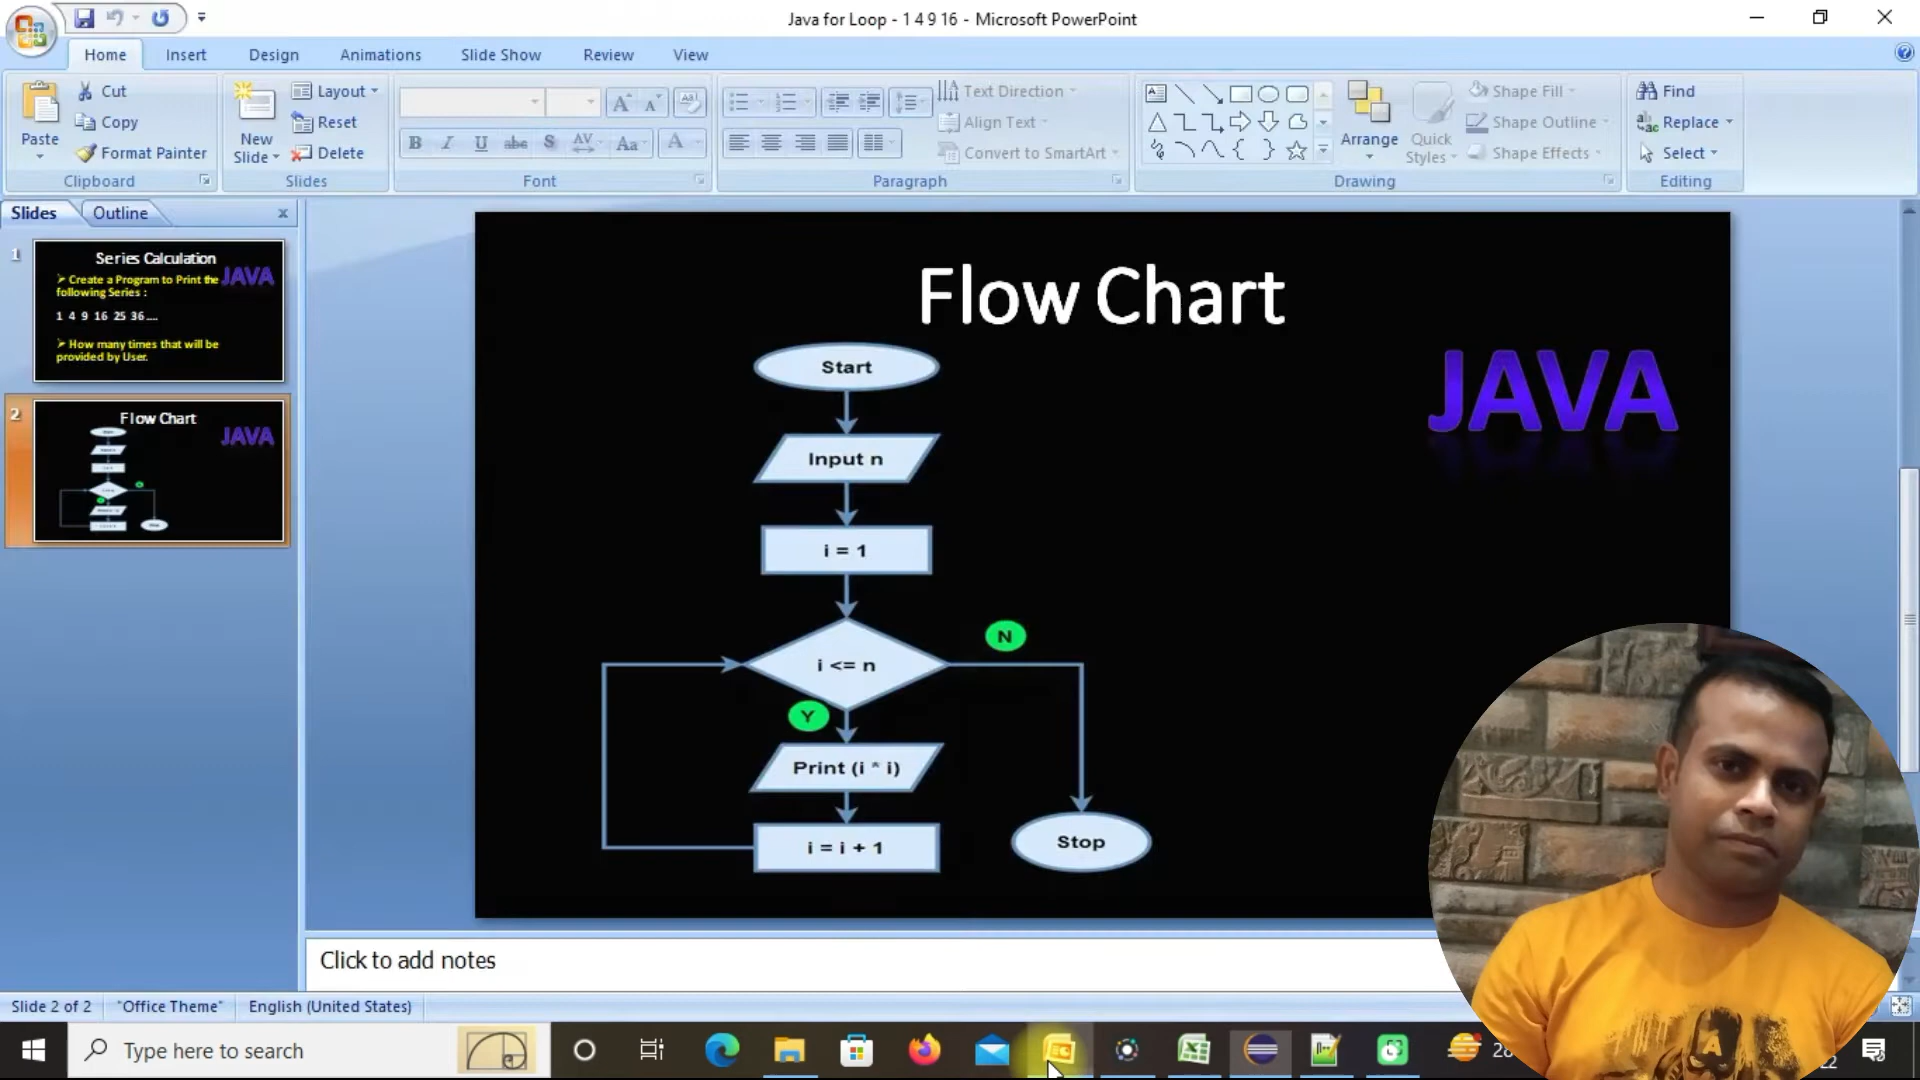 Java for Loop - 1 4 9 16 - Microsoft PowerPoint
Home Insert Design Animations Slide Show Review View
Paste
Cut
Copy
Format Painter
Clipboard
New Slide
Layout
Reset
Delete
Slides
B I U abc S AV Aa A
Font
Text Direction
Align Text
Convert to SmartArt
Paragraph
Arrange
Quick Styles
Shape Fill
Shape Outline
Shape Effects
Drawing
Find
Replace
Select
Editing
Slides Outline
1
Series Calculation
JAVA
Create a Program to Print the
following Series :
1 4 9 16 25 36....
How many times that will be
provided by User.
2
Flow Chart
JAVA
Flow Chart
JAVA
Start
Input n
i = 1
i <= n
N
Y
Print (i * i)
i = i + 1
Stop
Click to add notes
Slide 2 of 2 "Office Theme" English (United States)
Type here to search